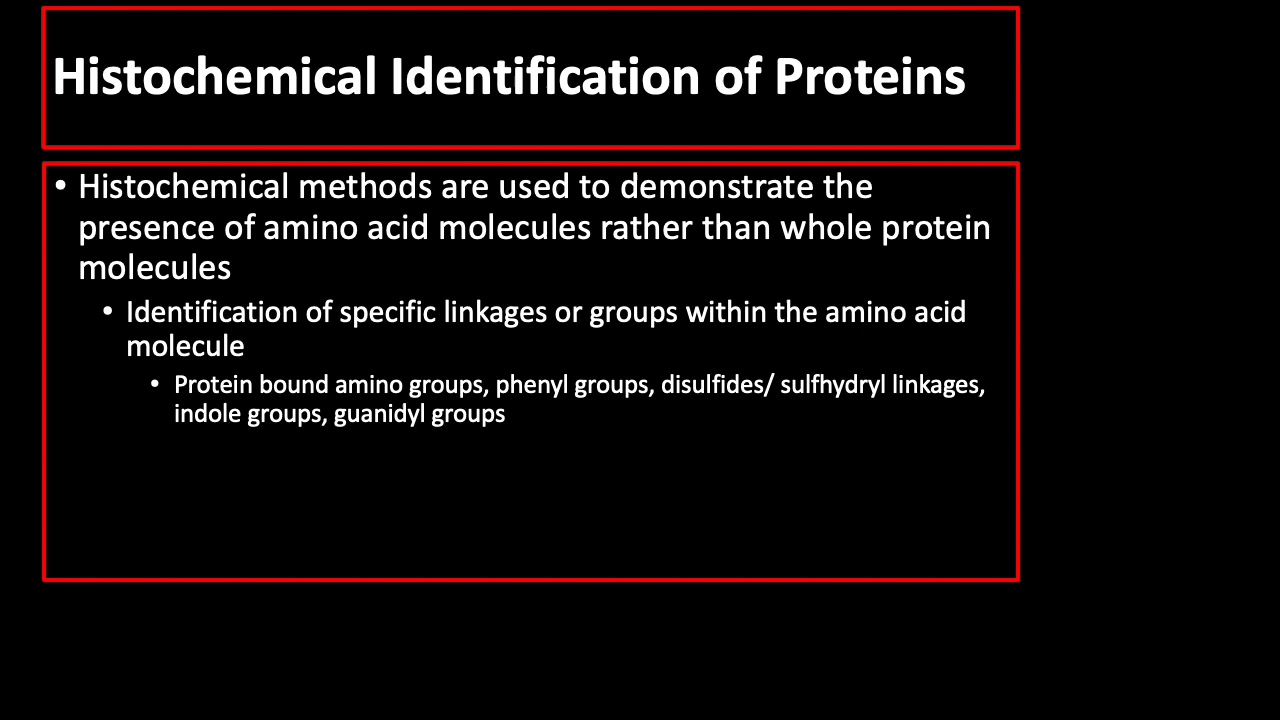 Histochemical Identification of Proteins
• Histochemical methods are used to demonstrate the
presence of amino acid molecules rather than whole protein
molecules
• Identification of specific linkages or groups within the amino acid
molecule
• Protein bound amino groups, phenyl groups, disulfides/ sulfhydryl linkages,
indole groups, guanidyl groups